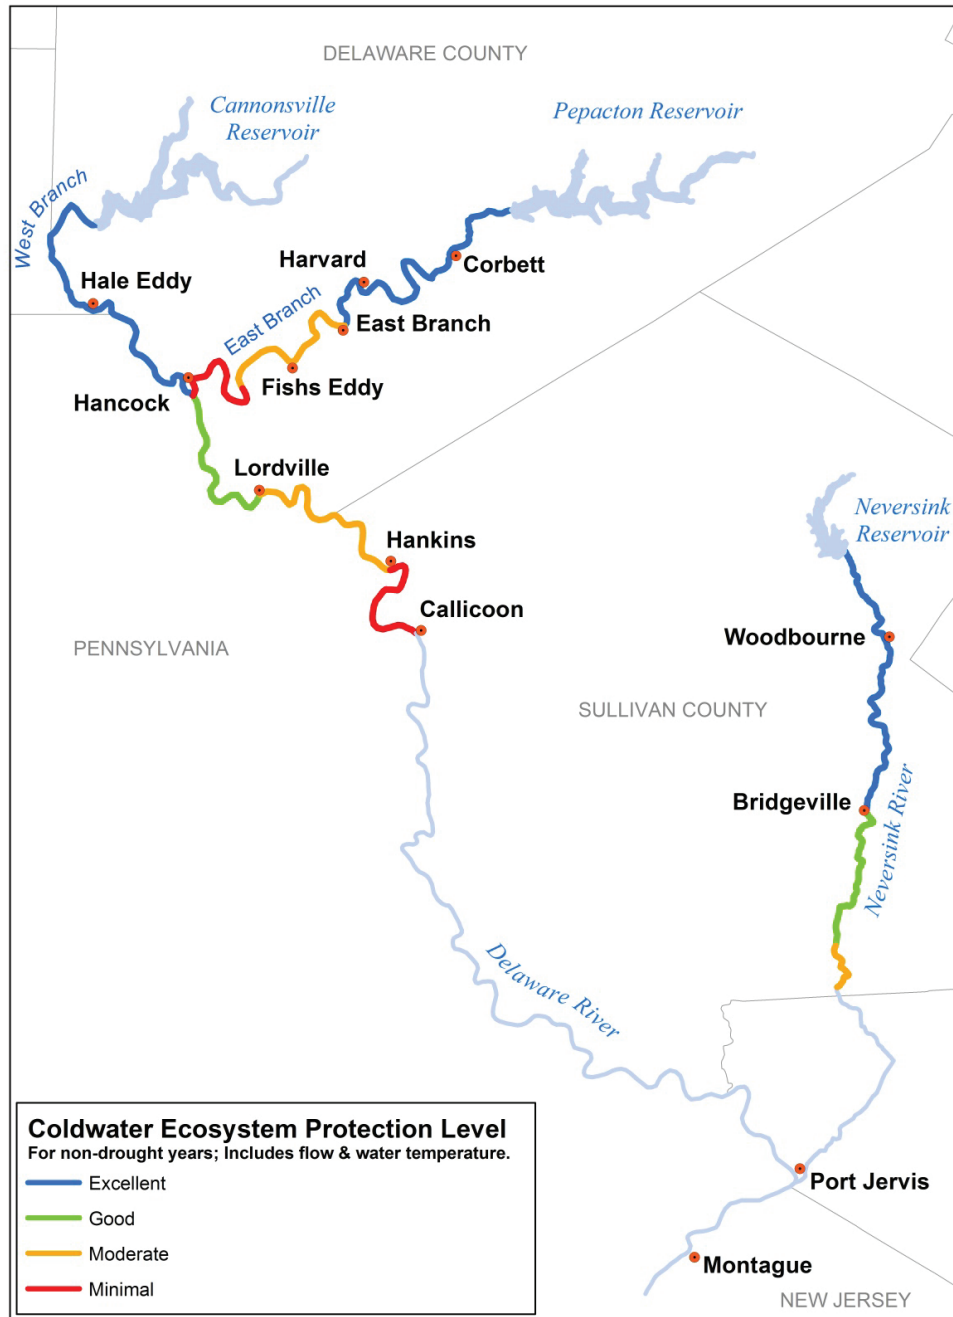 DELAWARE COUNTY
Cannonsville
Reservoir
Pepacton Reservoir
West Branch
Harvard
Corbett
Hale Eddy
East Branch
East Branch
Fishs Eddy
Hancock
Lordville
Neversink
Reservoir
Hankins
Callicoon
Woodbourne
PENNSYLVANIA
SULLIVAN COUNTY
Bridgeville
Neversink River
Delaware River
Coldwater Ecosystem Protection Level
For non-drought years; Includes flow & water temperature.
Excellent
Good
Moderate
Minimal
Port Jervis
Montague
NEW JERSEY